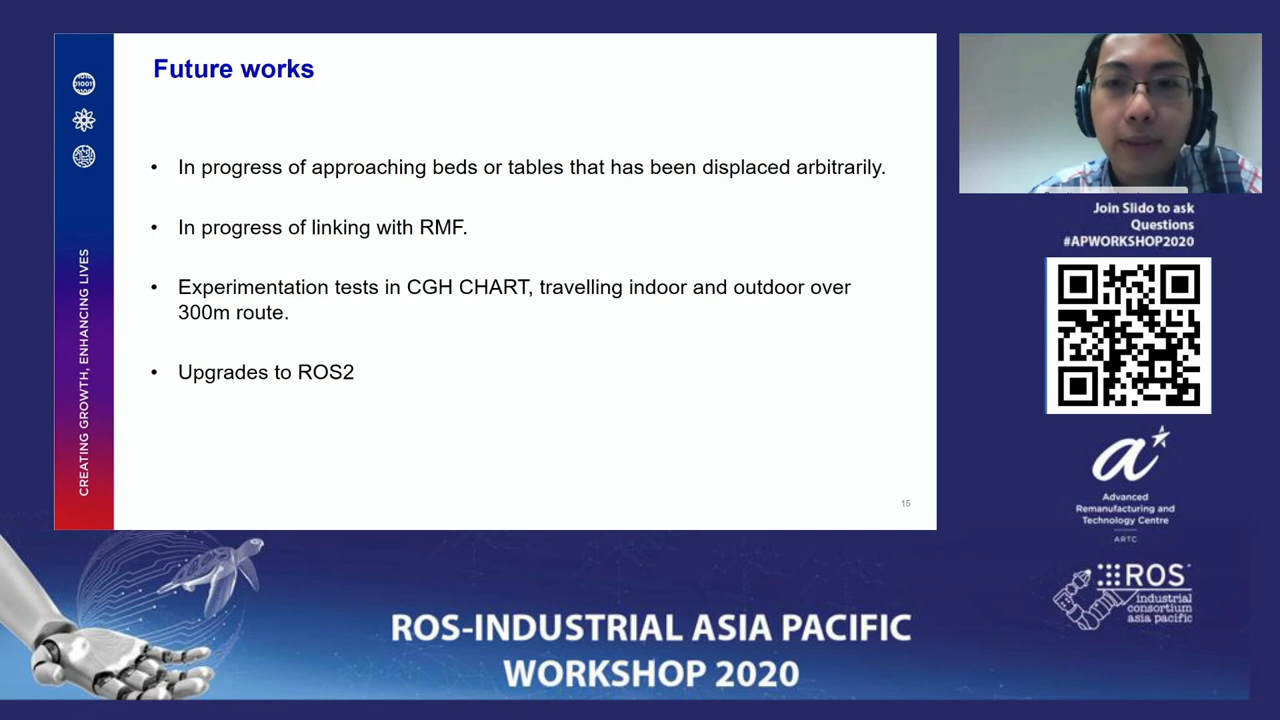 Future works
• In progress of approaching beds or tables that has been displaced arbitrarily.
• In progress of linking with RMF.
• Experimentation tests in CGH CHART, travelling indoor and outdoor over
300m route.
• Upgrades to ROS2
15
CREATING GROWTH, ENHANCING LIVES
Join Slido to ask
Questions
#APWORKSHOP2020
Advanced
Remanufacturing and
Technology Centre
ARTC
ROS
industrial
consortium
asia pacific
ROS-INDUSTRIAL ASIA PACIFIC
WORKSHOP 2020